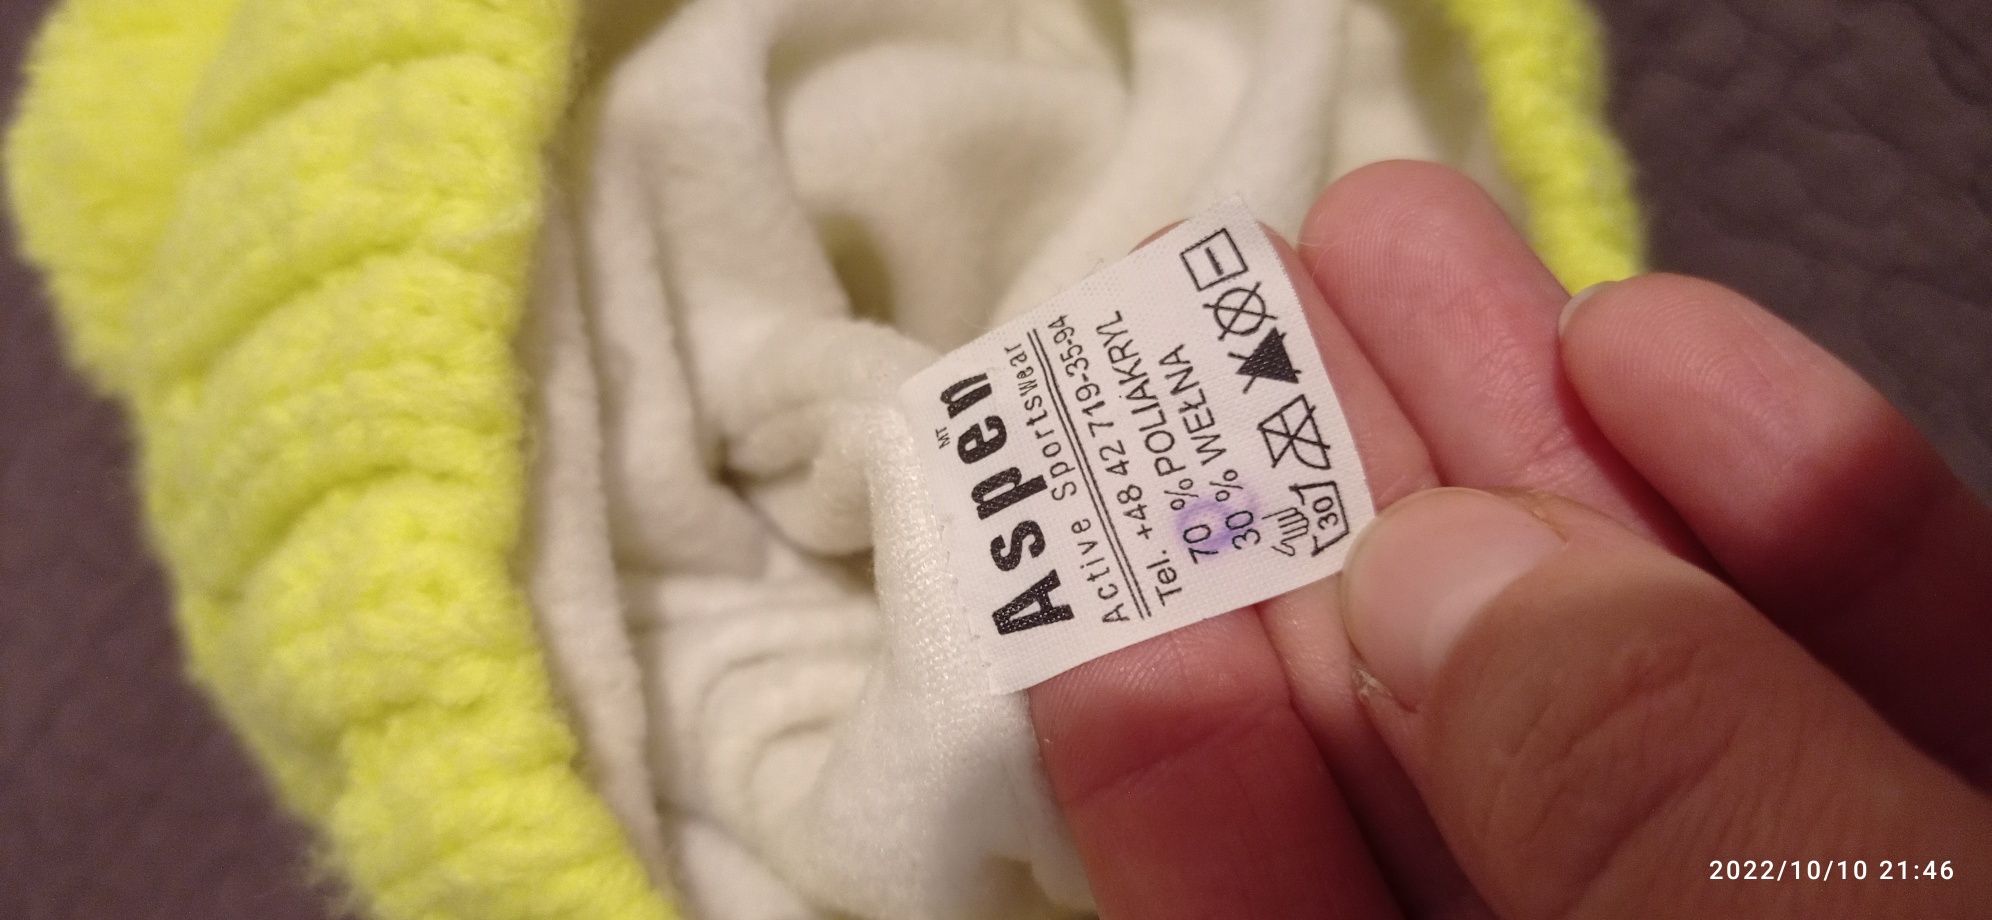 MT
Aspen
Active Sportswear
Tel. +48 42 719-35-94
70 % POLIAKRYL
30 % WEŁNA
30
2022/10/10 21:46